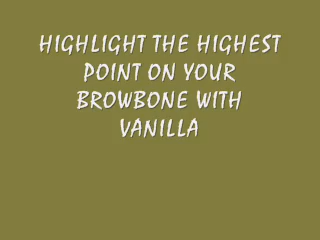 HIGHLIGHT THE HIGHEST
POINT ON YOUR
BROWBONE WITH
VANILLA